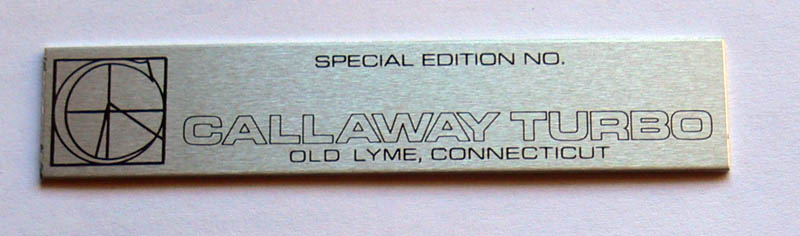 SPECIAL EDITION NO.
CALLAWAY TURBO
OLD LYME, CONNECTICUT